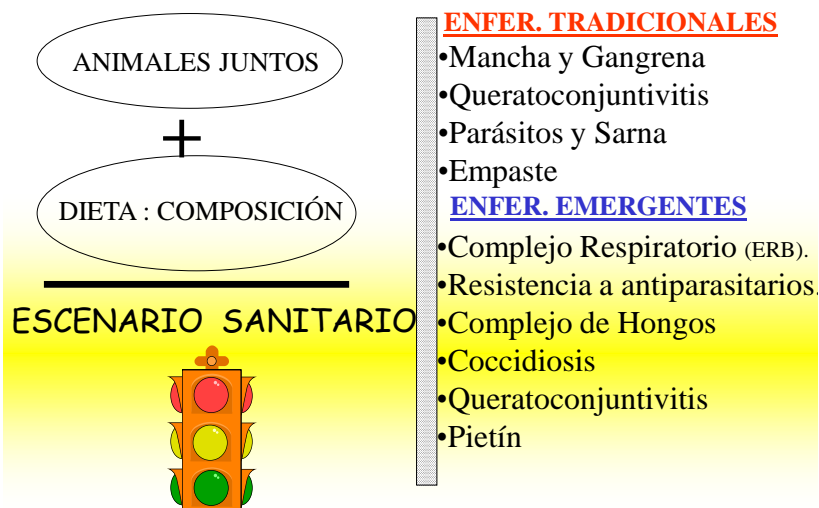 ANIMALES JUNTOS
+
DIETA : COMPOSICIÓN
ESCENARIO SANITARIO
ENFER. TRADICIONALES
•Mancha y Gangrena
•Queratoconjuntivitis
•Parásitos y Sarna
•Empaste
ENFER. EMERGENTES
•Complejo Respiratorio (ERB).
•Resistencia a antiparasitarios.
•Complejo de Hongos
•Coccidiosis
•Queratoconjuntivitis
•Pietín